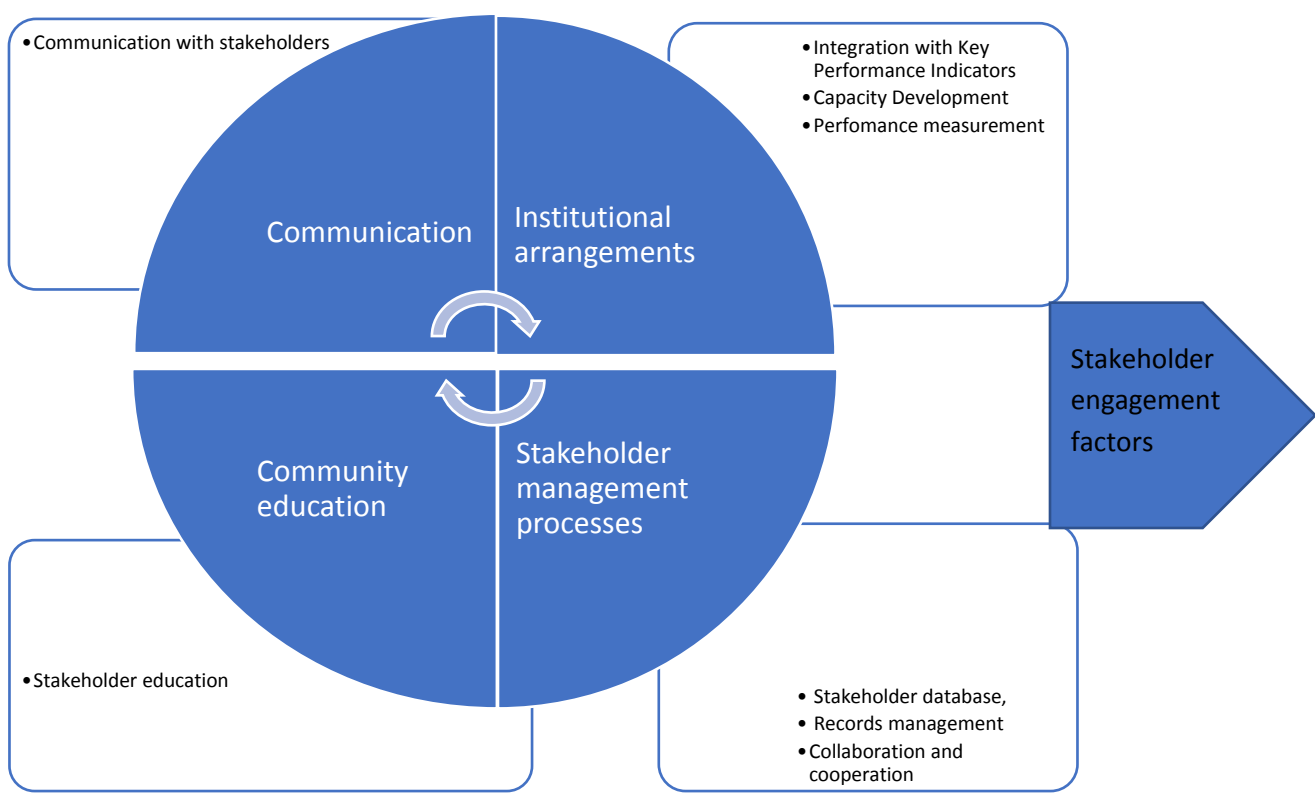 •Communication with stakeholders
•Integration with Key
Performance Indicators
•Capacity Development
•Perfomance measurement
Communication
Institutional
arrangements
Stakeholder
engagement
factors
Community
education
Stakeholder
management
processes
•Stakeholder education
• Stakeholder database,
• Records management
•Collaboration and
cooperation